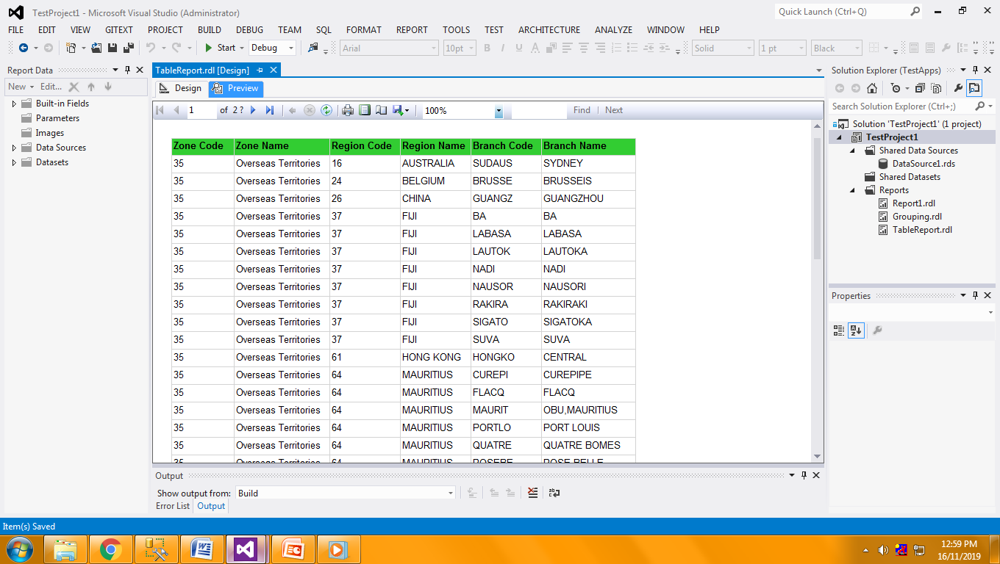 TestProject1 - Microsoft Visual Studio (Administrator)
Quick Launch (Ctrl+Q)
FILE EDIT VIEW GITEXT PROJECT BUILD DEBUG TEAM SQL FORMAT REPORT TOOLS TEST ARCHITECTURE ANALYZE WINDOW HELP
Start Debug Arial 10pt B I U A Solid 1 pt Black
Report Data
New Edit...
Built-in Fields
Parameters
Images
Data Sources
Datasets
TableReport.rdl [Design]
Design Preview
1 of 2 ? 100% Find | Next
Zone Code Zone Name Region Code Region Name Branch Code Branch Name
35 Overseas Territories 16 AUSTRALIA SUDAUS SYDNEY
35 Overseas Territories 24 BELGIUM BRUSSE BRUSSEIS
35 Overseas Territories 26 CHINA GUANGZ GUANGZHOU
35 Overseas Territories 37 FIJI BA BA
35 Overseas Territories 37 FIJI LABASA LABASA
35 Overseas Territories 37 FIJI LAUTOK LAUTOKA
35 Overseas Territories 37 FIJI NADI NADI
35 Overseas Territories 37 FIJI NAUSOR NAUSORI
35 Overseas Territories 37 FIJI RAKIRA RAKIRAKI
35 Overseas Territories 37 FIJI SIGATO SIGATOKA
35 Overseas Territories 37 FIJI SUVA SUVA
35 Overseas Territories 61 HONG KONG HONGKO CENTRAL
35 Overseas Territories 64 MAURITIUS CUREPI CUREPIPE
35 Overseas Territories 64 MAURITIUS FLACQ FLACQ
35 Overseas Territories 64 MAURITIUS MAURIT OBU,MAURITIUS
35 Overseas Territories 64 MAURITIUS PORTLO PORT LOUIS
35 Overseas Territories 64 MAURITIUS QUATRE QUATRE BOMES
35 Overseas Territories 64 MAURITIUS ROSEBE ROSE BELLE
Output
Show output from: Build
Error List Output
Solution Explorer (TestApps)
Search Solution Explorer (Ctrl+;)
Solution 'TestProject1' (1 project)
TestProject1
Shared Data Sources
DataSource1.rds
Shared Datasets
Reports
Report1.rdl
Grouping.rdl
TableReport.rdl
Properties
Item(s) Saved
12:59 PM
16/11/2019